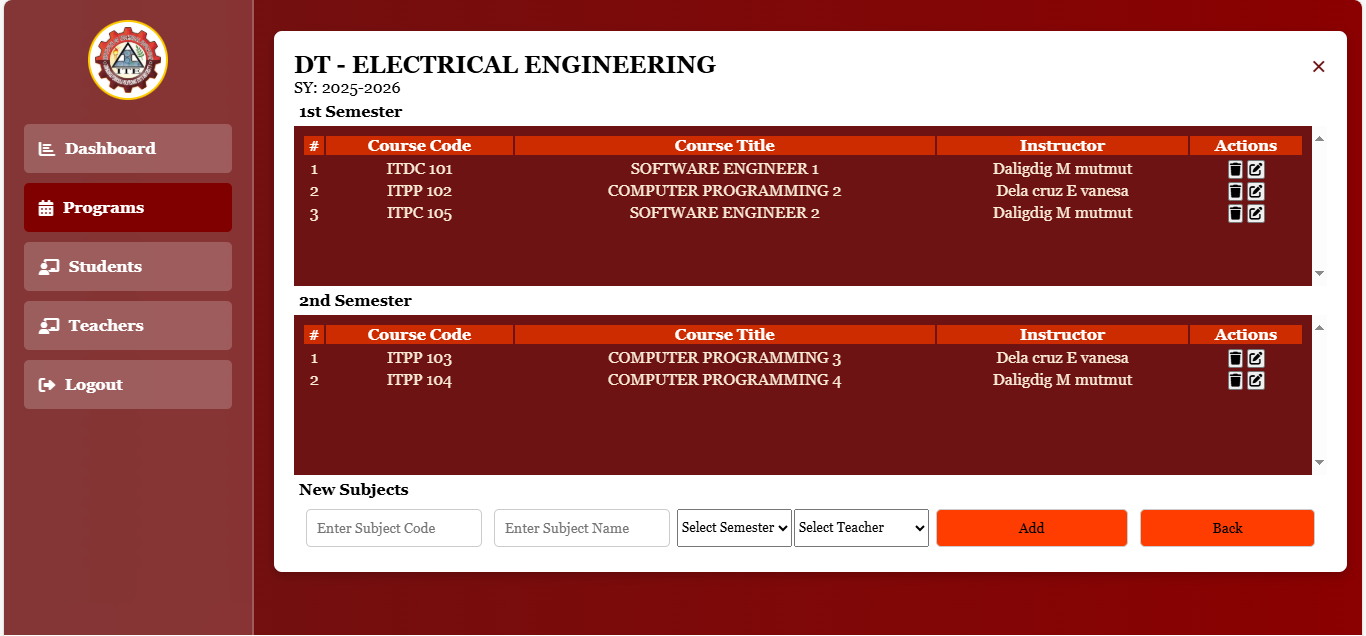 ITE
Dashboard
Programs
Students
Teachers
Logout
DT - ELECTRICAL ENGINEERING
×
SY: 2025-2026
1st Semester
# Course Code Course Title Instructor Actions
1 ITDC 101 SOFTWARE ENGINEER 1 Daligdig M mutmut
2 ITPP 102 COMPUTER PROGRAMMING 2 Dela cruz E vanesa
3 ITPC 105 SOFTWARE ENGINEER 2 Daligdig M mutmut
2nd Semester
# Course Code Course Title Instructor Actions
1 ITPP 103 COMPUTER PROGRAMMING 3 Dela cruz E vanesa
2 ITPP 104 COMPUTER PROGRAMMING 4 Daligdig M mutmut
New Subjects
Enter Subject Code Enter Subject Name Select Semester Select Teacher Add Back